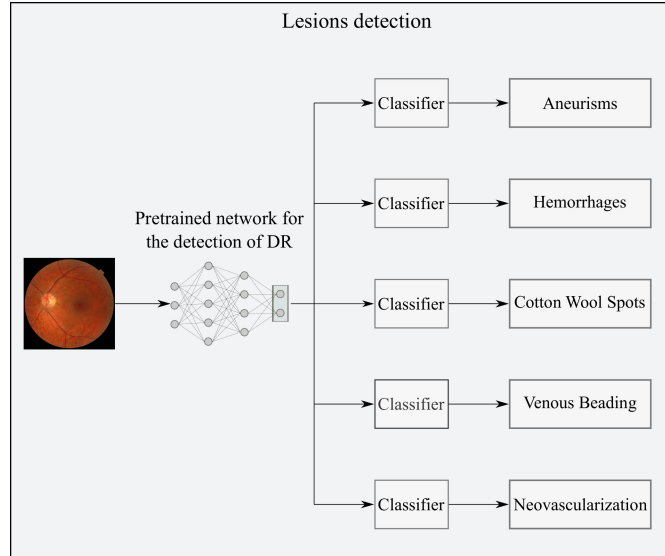 Lesions detection
Classifier
Aneurisms
Classifier
Hemorrhages
Pretrained network for
the detection of DR
Classifier
Cotton Wool Spots
Classifier
Venous Beading
Classifier
Neovascularization